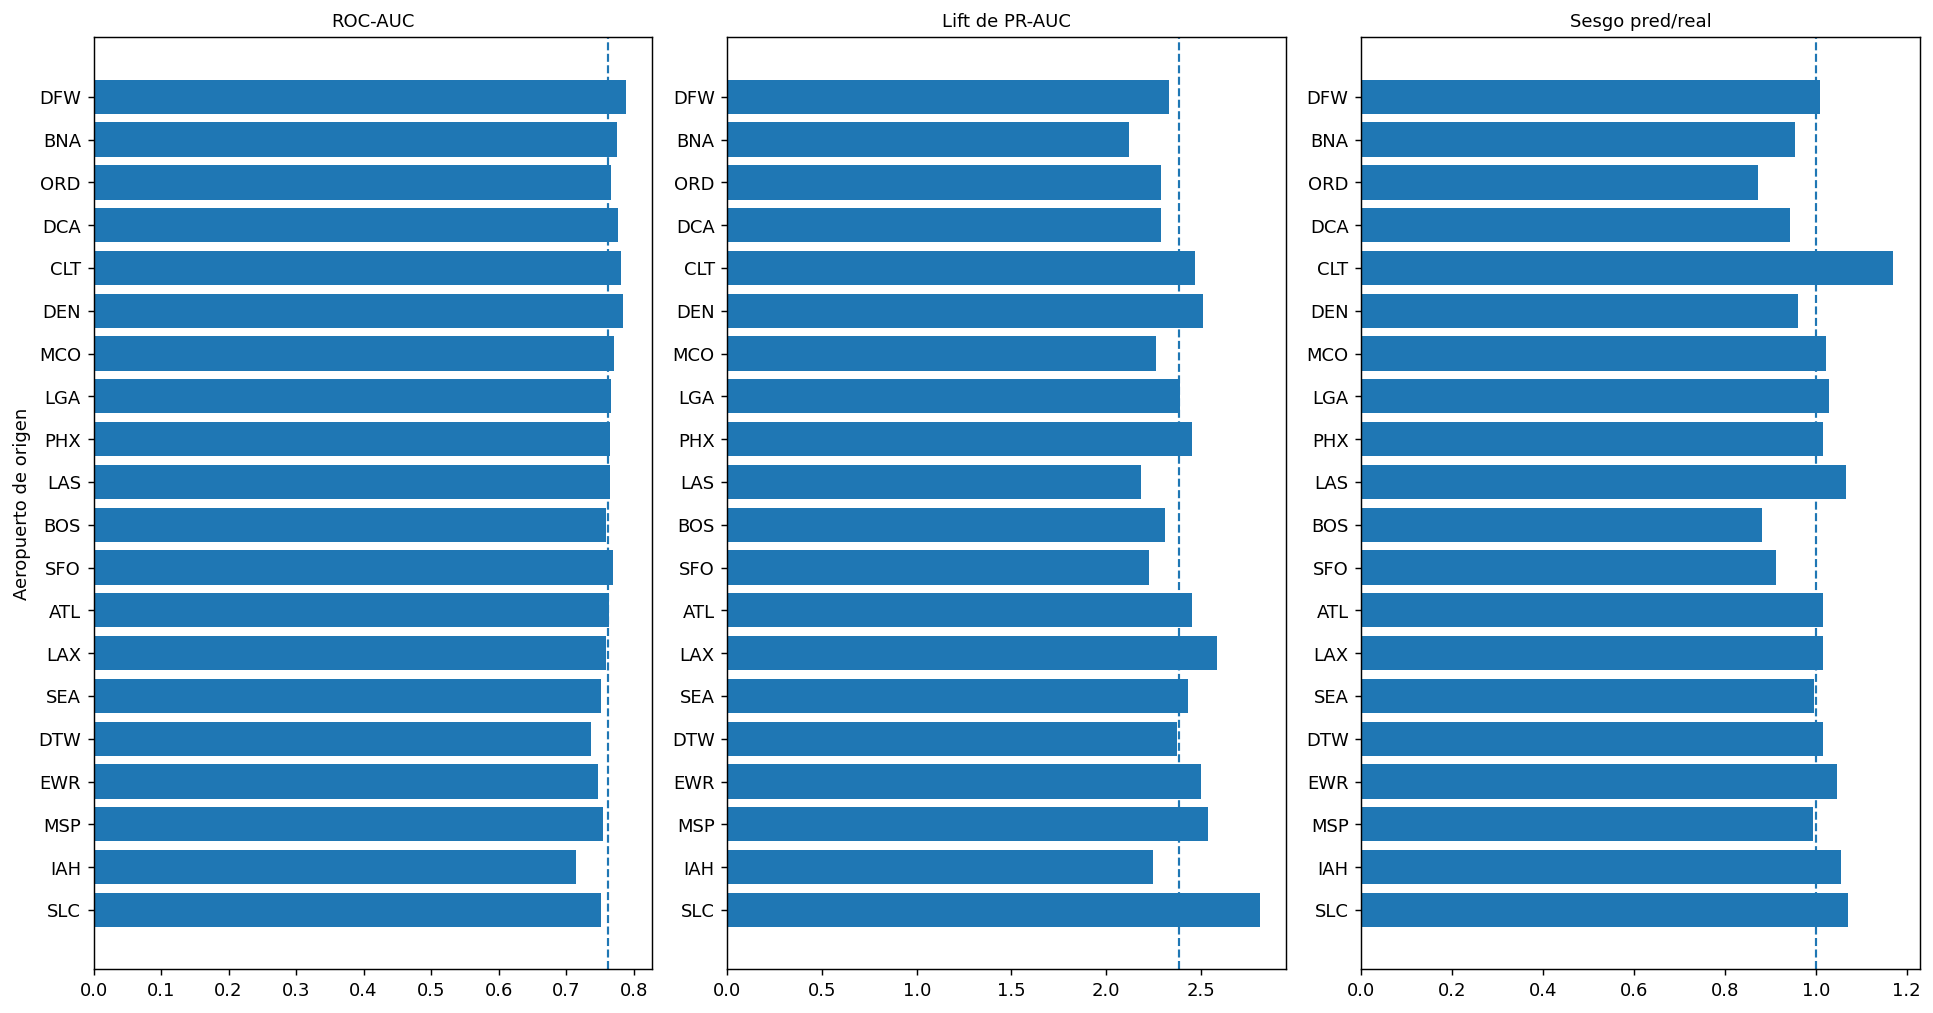 ROC-AUC
Lift de PR-AUC
Sesgo pred/real
Aeropuerto de origen
DFW
BNA
ORD
DCA
CLT
DEN
MCO
LGA
PHX
LAS
BOS
SFO
ATL
LAX
SEA
DTW
EWR
MSP
IAH
SLC
0.0 0.1 0.2 0.3 0.4 0.5 0.6 0.7 0.8
DFW
BNA
ORD
DCA
CLT
DEN
MCO
LGA
PHX
LAS
BOS
SFO
ATL
LAX
SEA
DTW
EWR
MSP
IAH
SLC
0.0 0.5 1.0 1.5 2.0 2.5
DFW
BNA
ORD
DCA
CLT
DEN
MCO
LGA
PHX
LAS
BOS
SFO
ATL
LAX
SEA
DTW
EWR
MSP
IAH
SLC
0.0 0.2 0.4 0.6 0.8 1.0 1.2